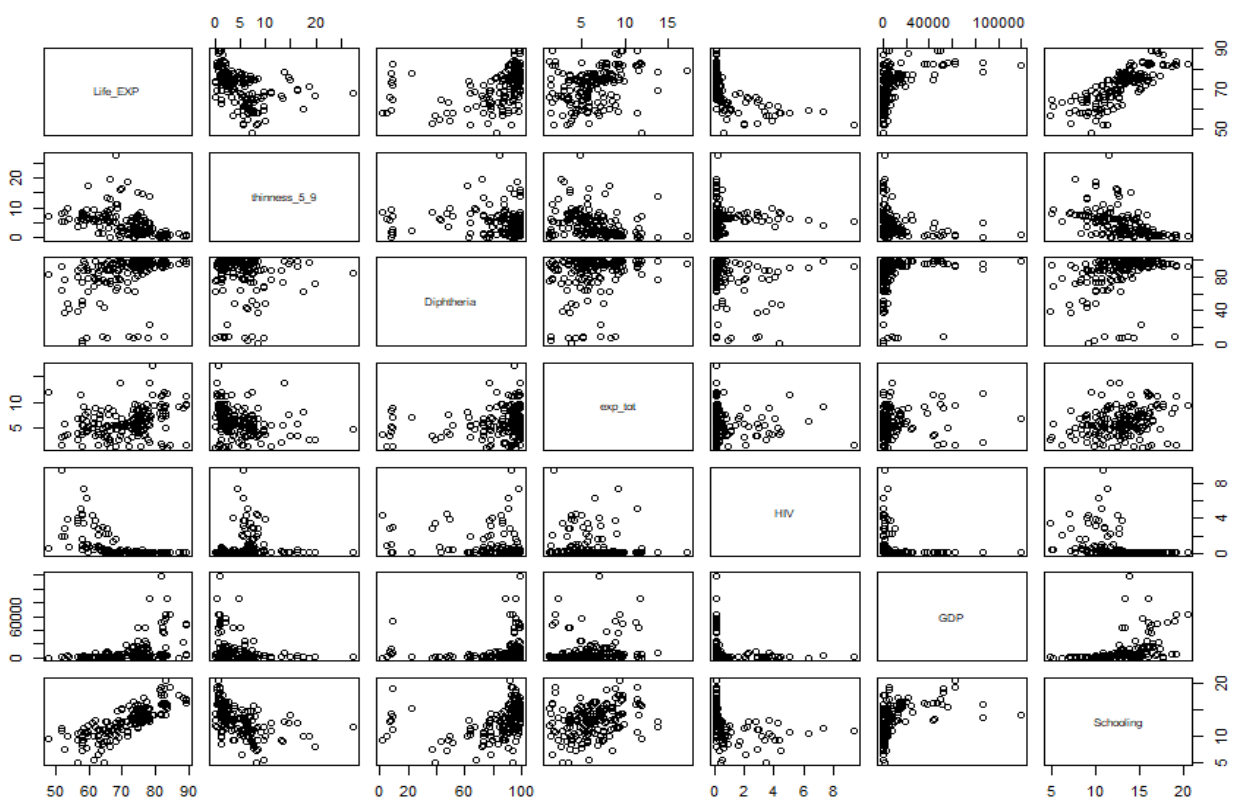 0 5 10 20
5 10 15
0 40000 100000
Life_EXP
50 70 90
0 10 20
thinness_5_9
Diphtheria
0 40 80
5 10
exp_tot
HIV
0 4 8
0 60000
GDP
Schooling
5 10 20
50 60 70 80 90
0 20 60 100
0 2 4 6 8
5 10 15 20